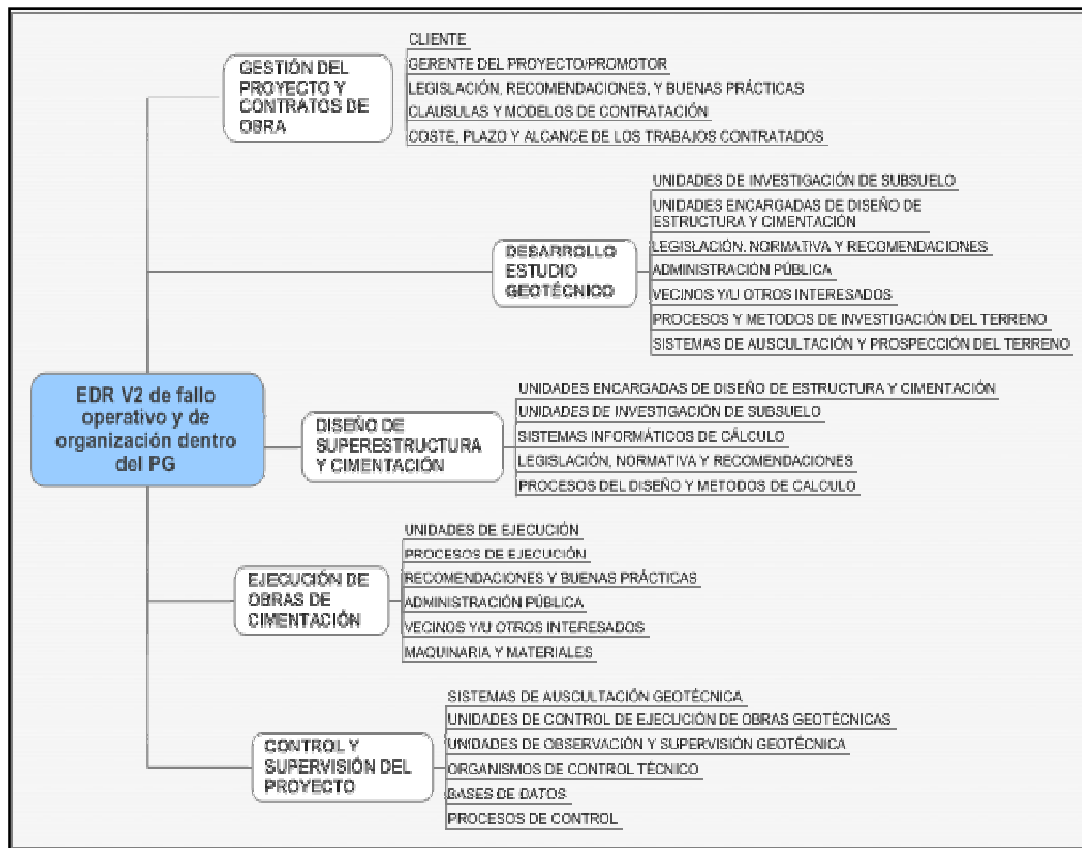 GESTIÓN DEL
PROYECTO Y
CONTRATOS DE
OBRA
CLIENTE
GERENTE DEL PROYECTO/PROMOTOR
LEGISLACIÓN, RECOMENDACIONES, Y BUENAS PRÁCTICAS
CLAUSULAS Y MODELOS DE CONTRATACIÓN
COSTE, PLAZO Y ALCANCE DE LOS TRABAJOS CONTRATADOS
DESARROLLO
ESTUDIO
GEOTÉCNICO
UNIDADES DE INVESTIGACIÓN DE SUBSUELO
UNIDADES ENCARGADAS DE DISEÑO DE
ESTRUCTURA Y CIMENTACIÓN
LEGISLACIÓN, NORMATIVA Y RECOMENDACIONES
ADMINISTRACIÓN PÚBLICA
VECINOS Y/U OTROS INTERESADOS
PROCESOS Y METODOS DE INVESTIGACIÓN DEL TERRENO
SISTEMAS DE AUSCULTACIÓN Y PROSPECCIÓN DEL TERRENO
EDR V2 de fallo
operativo y de
organización dentro
del PG
DISEÑO DE
SUPERESTRUCTURA
Y CIMENTACIÓN
UNIDADES ENCARGADAS DE DISEÑO DE ESTRUCTURA Y CIMENTACIÓN
UNIDADES DE INVESTIGACIÓN DE SUBSUELO
SISTEMAS INFORMÁTICOS DE CÁLCULO
LEGISLACIÓN, NORMATIVA Y RECOMENDACIONES
PROCESOS DEL DISEÑO Y METODOS DE CALCULO
EJECUCIÓN DE
OBRAS DE
CIMENTACIÓN
UNIDADES DE EJECUCIÓN
PROCESOS DE EJECUCIÓN
RECOMENDACIONES Y BUENAS PRÁCTICAS
ADMINISTRACIÓN PÚBLICA
VECINOS Y/U OTROS INTERESADOS
MAQUINARIA Y MATERIALES
CONTROL Y
SUPERVISIÓN DEL
PROYECTO
SISTEMAS DE AUSCULTACIÓN GEOTÉCNICA
UNIDADES DE CONTROL DE EJECUCIÓN DE OBRAS GEOTÉCNICAS
UNIDADES DE OBSERVACIÓN Y SUPERVISIÓN GEOTÉCNICA
ORGANISMOS DE CONTROL TÉCNICO
BASES DE DATOS
PROCESOS DE CONTROL